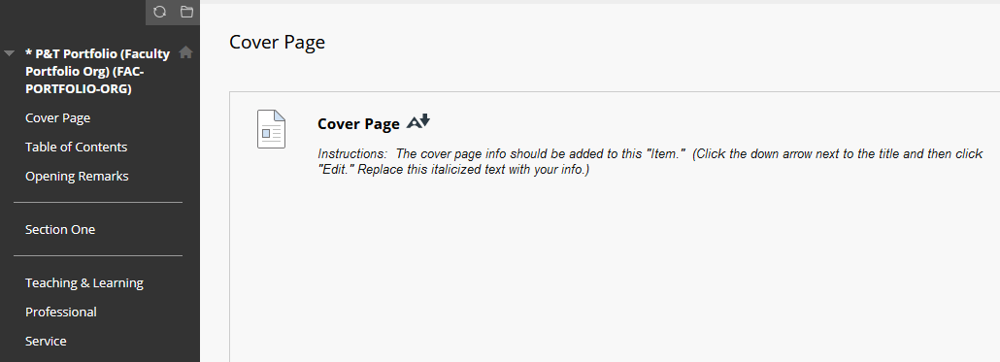 * P&T Portfolio (Faculty
Portfolio Org) (FAC-
PORTFOLIO-ORG)
Cover Page
Table of Contents
Opening Remarks
Section One
Teaching & Learning
Professional
Service
Cover Page
Cover Page
Instructions:  The cover page info should be added to this "Item."  (Click the down arrow next to the title and then click
"Edit." Replace this italicized text with your info.)